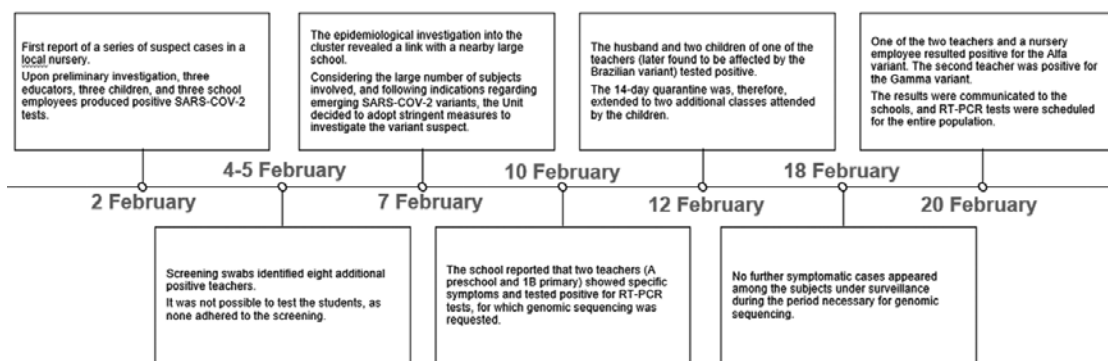 First report of a series of suspect cases in a
local nursery.
Upon preliminary investigation, three
educators, three children, and three school
employees produced positive SARS-COV-2
tests.
The epidemiological investigation into the
cluster revealed a link with a nearby large
school.
Considering the large number of subjects
involved, and following indications regarding
emerging SARS-COV-2 variants, the Unit
decided to adopt stringent measures to
investigate the variant suspect.
The husband and two children of one of the
teachers (later found to be affected by the
Brazilian variant) tested positive.
The 14-day quarantine was, therefore,
extended to two additional classes attended
by the children.
One of the two teachers and a nursery
employee resulted positive for the Alfa
variant. The second teacher was positive for
the Gamma variant.
The results were communicated to the
schools, and RT-PCR tests were scheduled
for the entire population.
4-5 February
10 February
18 February
2 February
7 February
12 February
20 February
Screening swabs identified eight additional
positive teachers.
It was not possible to test the students, as
none adhered to the screening.
The school reported that two teachers (A
preschool and 1B primary) showed specific
symptoms and tested positive for RT-PCR
tests, for which genomic sequencing was
requested.
No further symptomatic cases appeared
among the subjects under surveillance
during the period necessary for genomic
sequencing.